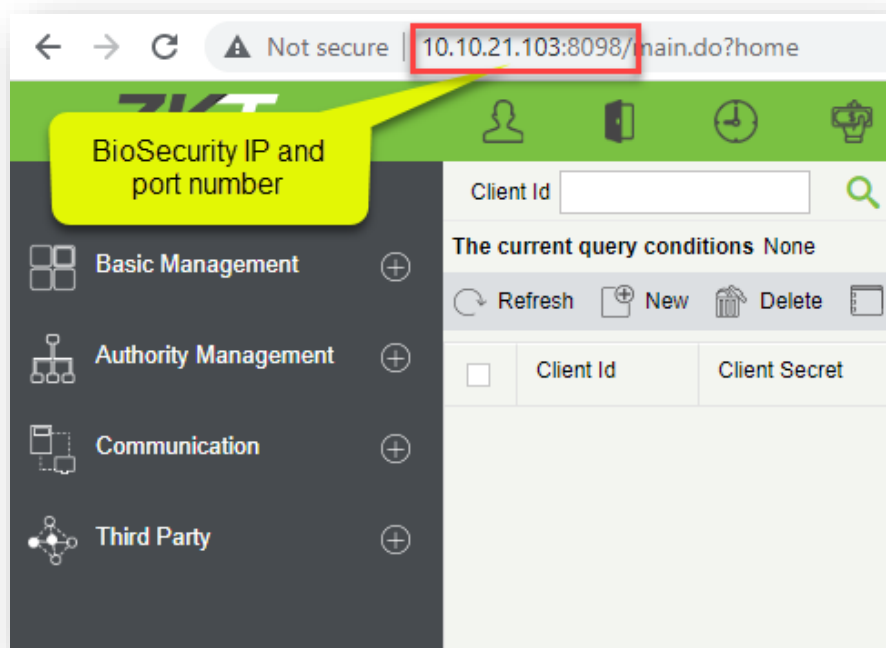 Not secure | 10.10.21.103:8098/main.do?home
BioSecurity IP and
port number
Client Id
The current query conditions None
Refresh New Delete
Client Id Client Secret
Basic Management
Authority Management
Communication
Third Party